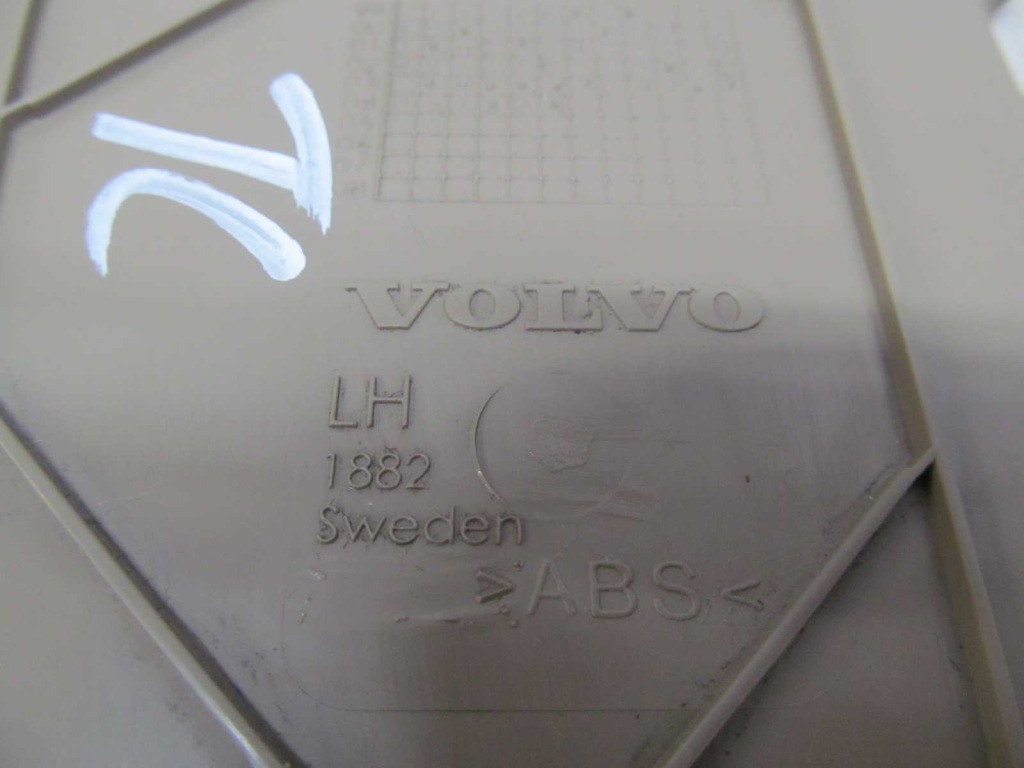 VOLVO
LH
1882
Sweden
>ABS<